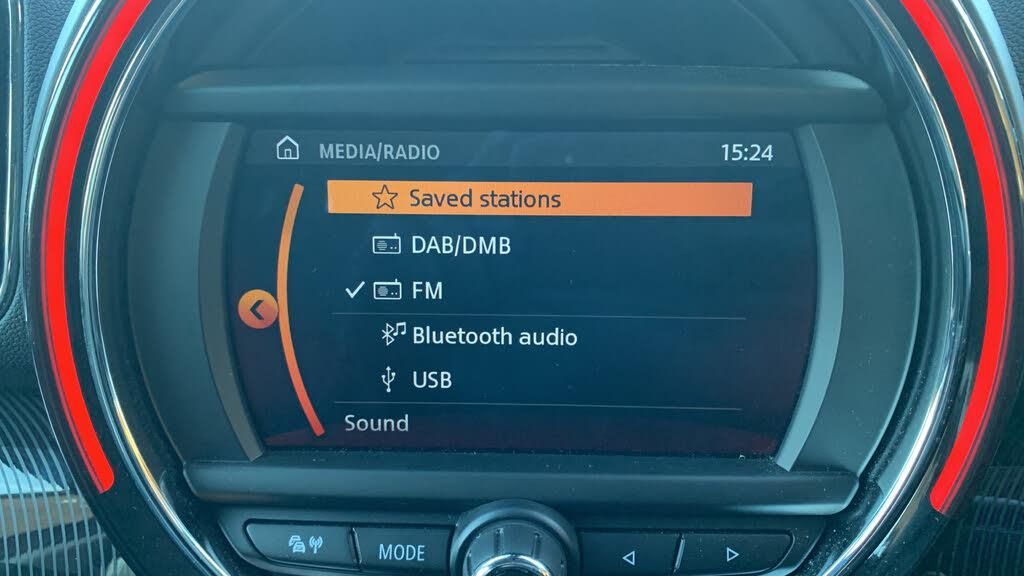 MEDIA/RADIO 15:24
Saved stations
DAB/DMB
FM
Bluetooth audio
USB
Sound
MODE